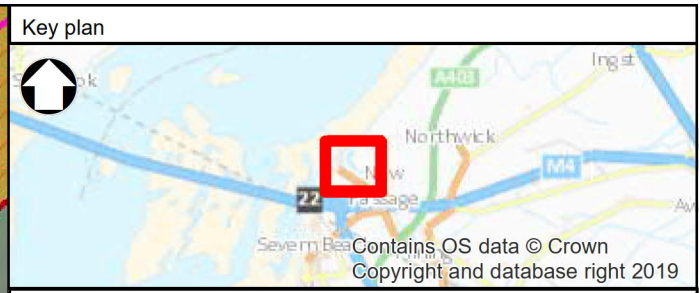 Key plan
Ingst
A403
Northwick
M4
New
Passage
22
Severn Bea
Contains OS data © Crown
Copyright and database right 2019